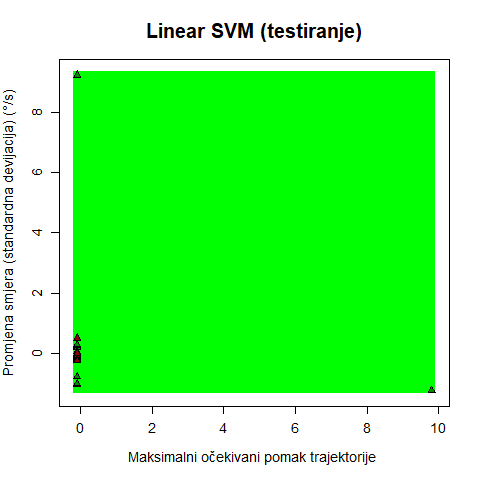 Linear SVM (testiranje)
Promjena smjera (standardna devijacija) (°/s)
8
6
4
2
0
0 2 4 6 8 10
Maksimalni očekivani pomak trajektorije